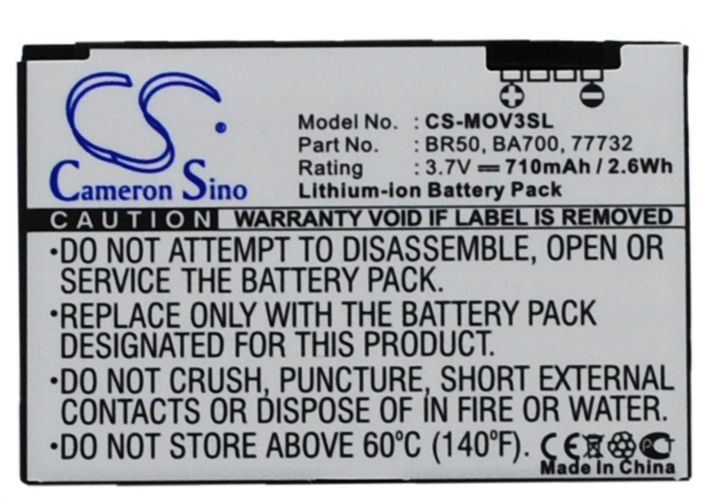 CS
Cameron Sino
Model No. : CS-MOV3SL
Part No. : BR50, BA700, 77732
Rating : 3.7V ⎓ 710mAh / 2.6Wh
Lithium-ion Battery Pack
CAUTION WARRANTY VOID IF LABEL IS REMOVED
·DO NOT ATTEMPT TO DISASSEMBLE, OPEN OR
SERVICE THE BATTERY PACK.
·REPLACE ONLY WITH THE BATTERY PACK
DESIGNATED FOR THIS EQUIPMENT.
·DO NOT CRUSH, PUNCTURE, SHORT EXTERNAL
CONTACTS, OR DISPOSE OF IN FIRE OR WATER.
·DO NOT STORE ABOVE 60°C (140°F). CE
Made in China